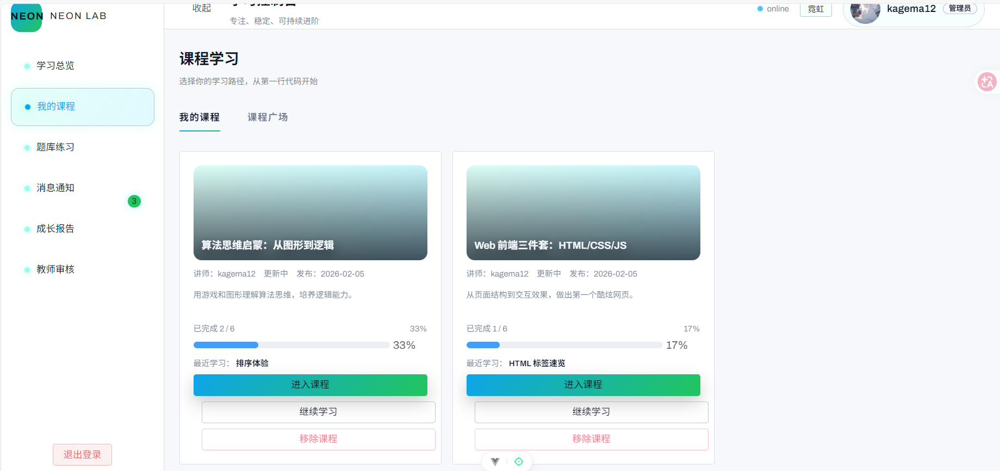 NEON NEON LAB
收起
专注、稳定、可持续进阶
online
霓虹
kagema12 管理员
学习总览
我的课程
题库练习
消息通知
3
成长报告
教师审核
退出登录
课程学习
选择你的学习路径，从第一行代码开始
我的课程 课程广场
算法思维启蒙：从图形到逻辑
讲师：kagema12 更新中 发布：2026-02-05
用游戏和图形理解算法思维，培养逻辑能力。
已完成 2 / 6 33%
33%
最近学习： 排序体验
进入课程
继续学习
移除课程
Web 前端三件套：HTML/CSS/JS
讲师：kagema12 更新中 发布：2026-02-05
从页面结构到交互效果，做出第一个酷炫网页。
已完成 1 / 6 17%
17%
最近学习： HTML 标签速览
进入课程
继续学习
移除课程